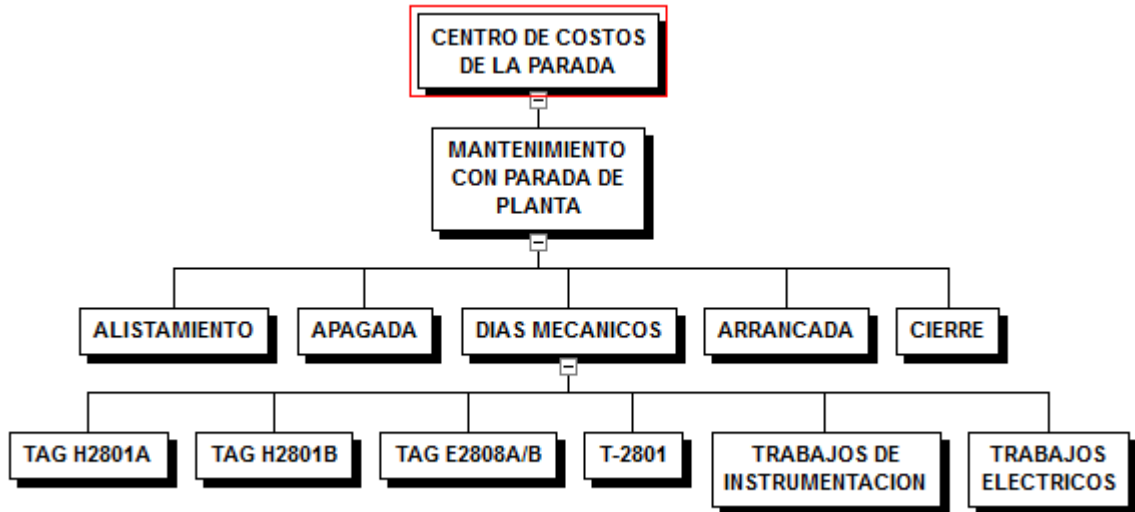 CENTRO DE COSTOS
DE LA PARADA
MANTENIMIENTO
CON PARADA DE
PLANTA
ALISTAMIENTO
APAGADA
DIAS MECANICOS
ARRANCADA
CIERRE
TAG H2801A
TAG H2801B
TAG E2808A/B
T-2801
TRABAJOS DE
INSTRUMENTACION
TRABAJOS
ELECTRICOS